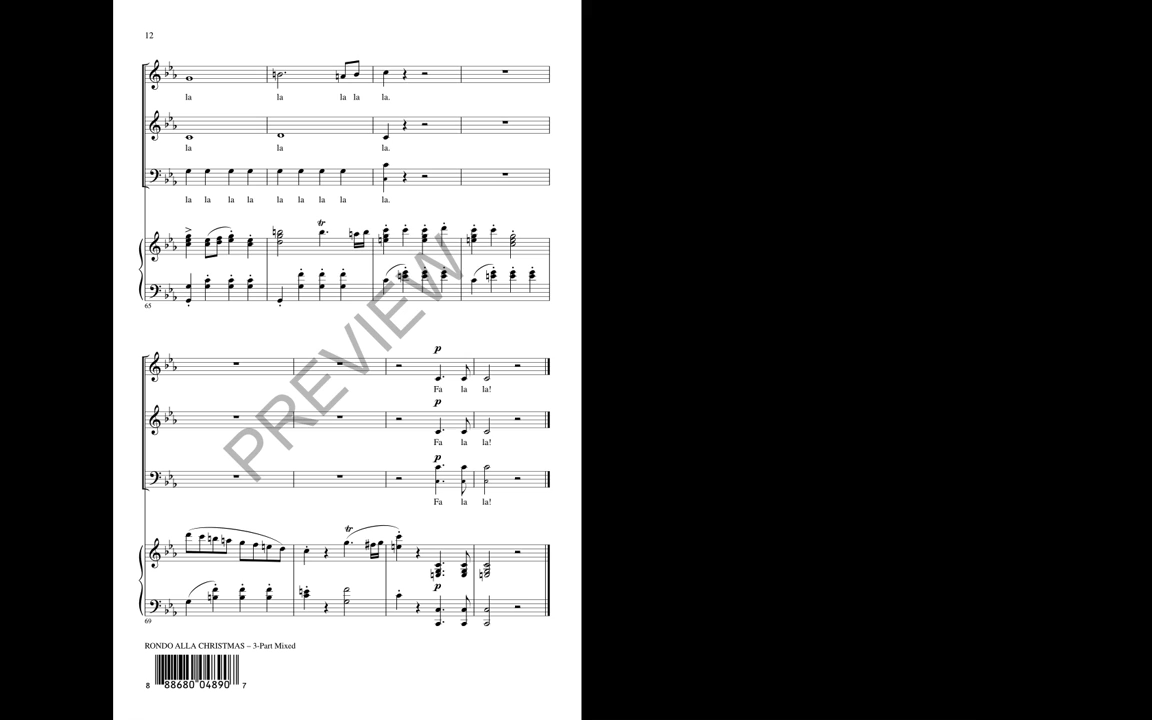 12
la la la la la.
la la la.
la la la la la la la la la.
tr
65
PREVIEW
p
Fa la la!
p
Fa la la!
p
Fa la la!
tr
p
69
RONDO ALLA CHRISTMAS – 3-Part Mixed
8 88680 04890 7